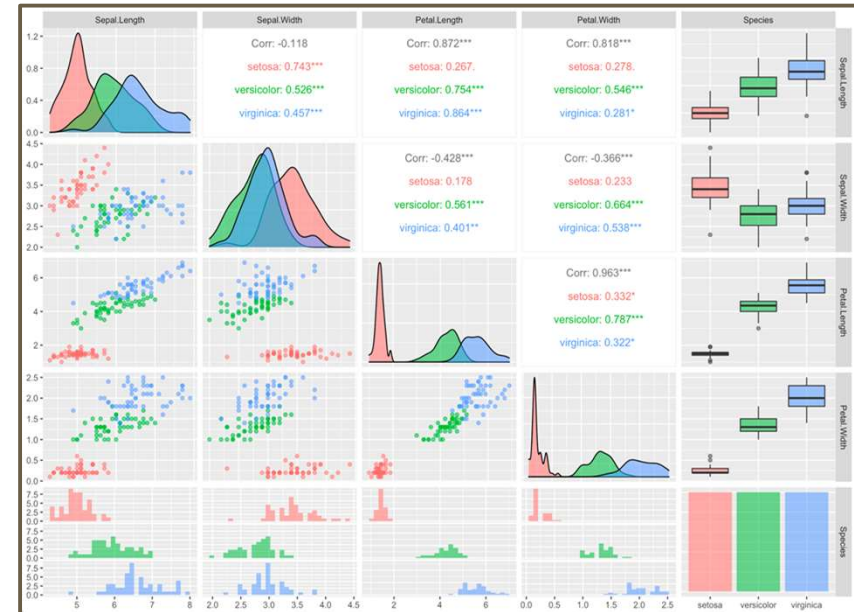 Sepal.Length Sepal.Width Petal.Length Petal.Width Species
1.2
0.8
0.4
0.0
Corr: -0.118
setosa: 0.743***
versicolor: 0.526***
virginica: 0.457***
Corr: 0.872***
setosa: 0.267.
versicolor: 0.754***
virginica: 0.864***
Corr: 0.818***
setosa: 0.278.
versicolor: 0.546***
virginica: 0.281*
Sepal.Length
4.5
4.0
3.5
3.0
2.5
2.0
Corr: -0.428***
setosa: 0.178
versicolor: 0.561***
virginica: 0.401**
Corr: -0.366***
setosa: 0.233
versicolor: 0.664***
virginica: 0.538***
Sepal.Width
6
4
2
Corr: 0.963***
setosa: 0.332*
versicolor: 0.787***
virginica: 0.322*
Petal.Length
2.5
2.0
1.5
1.0
0.5
0.0
Petal.Width
7.5
5.0
2.5
0.0
7.5
5.0
2.5
0.0
7.5
5.0
2.5
0.0
Species
5 6 7 8
2.0 2.5 3.0 3.5 4.0 4.5
2 4 6
0.0 0.5 1.0 1.5 2.0 2.5
setosa versicolor virginica